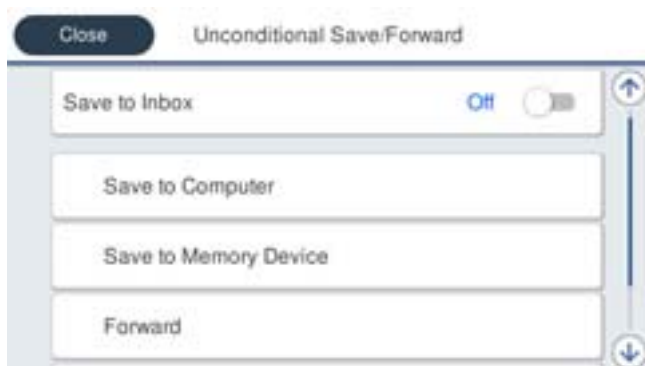 Close Unconditional Save/Forward
Save to Inbox Off
Save to Computer
Save to Memory Device
Forward